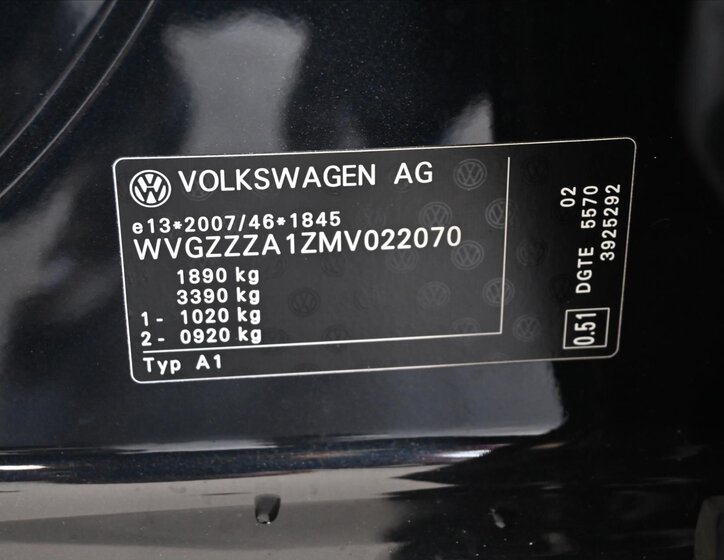 VOLKSWAGEN AG
e13*2007/46*1845
WVGZZZA1ZMV022070
1890 kg
3390 kg
1- 1020 kg
2- 0920 kg
Typ A1
02
DGTE 5570
3925292
0.51